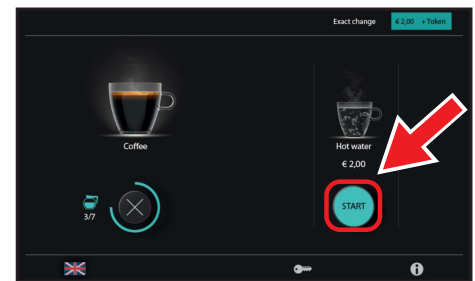 Exact change
€ 2,00 + Token
Coffee
Hot water
€ 2,00
3/7
START